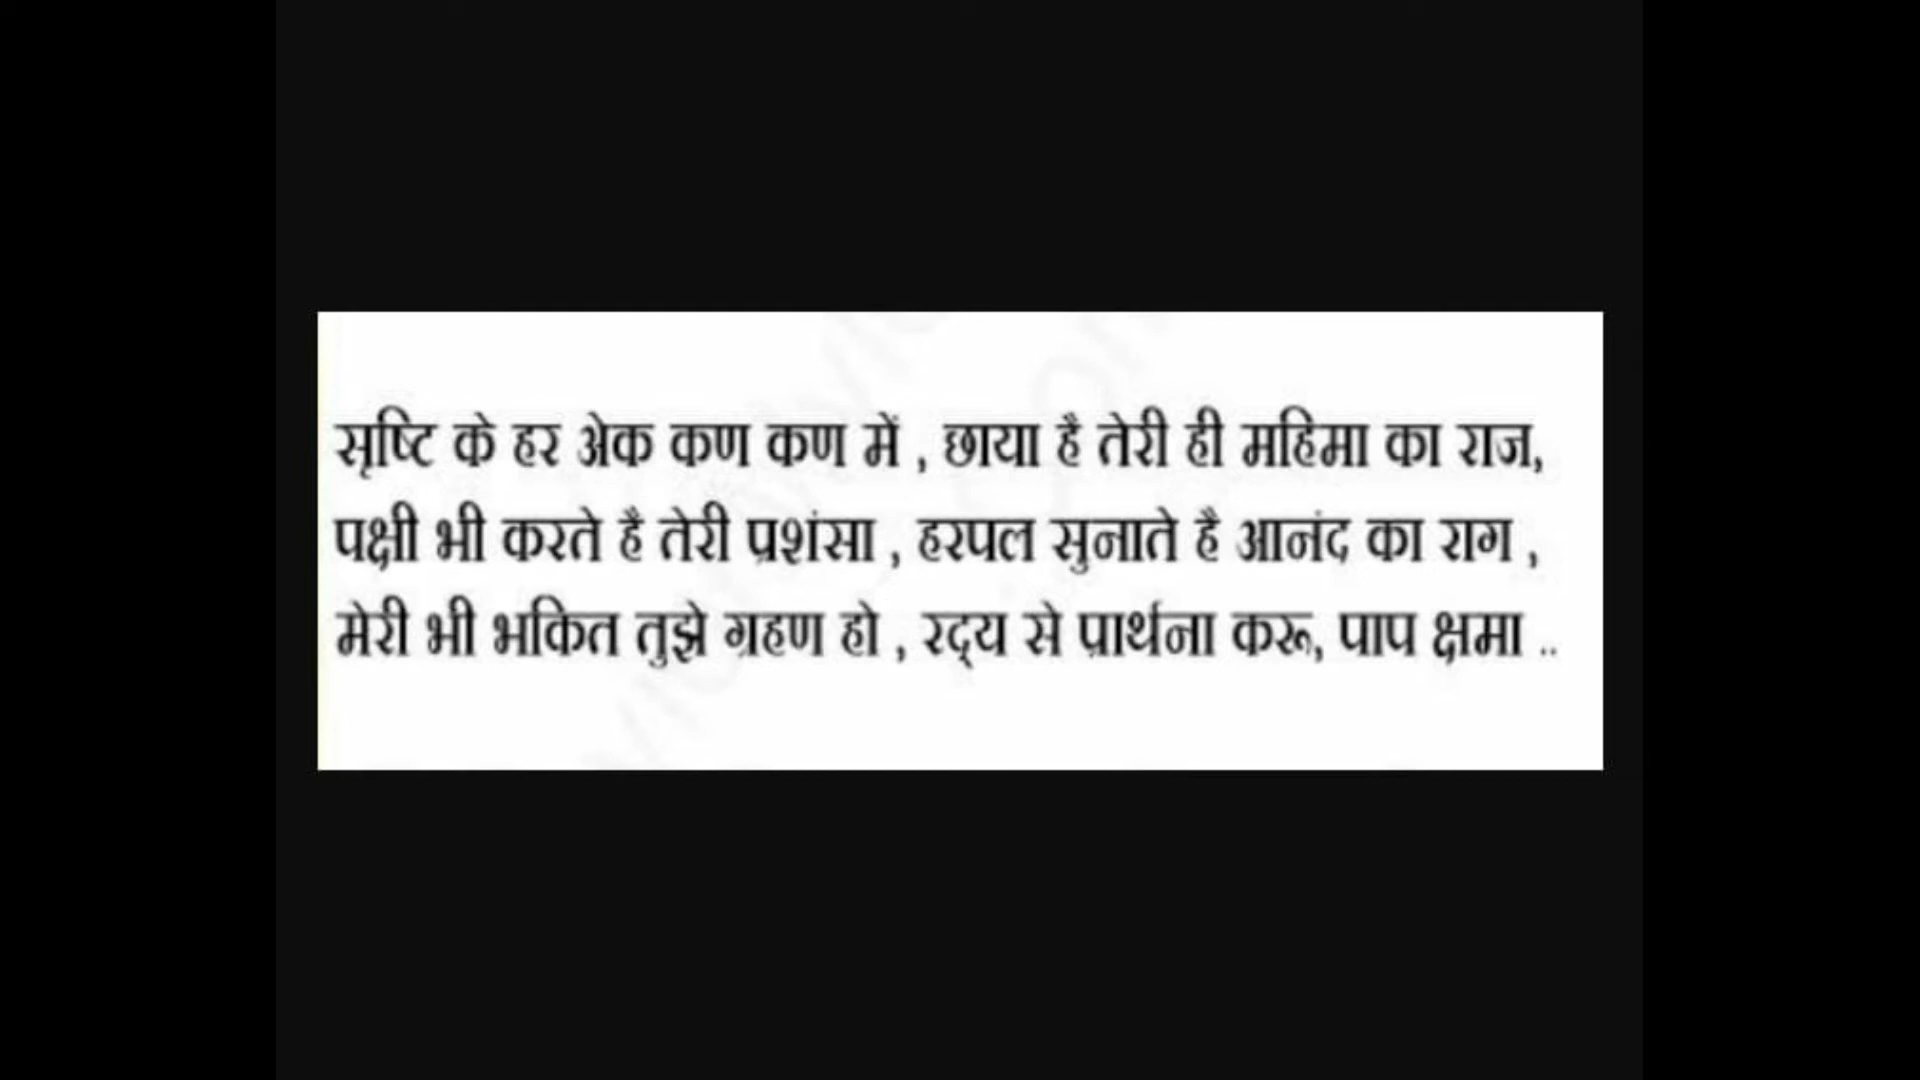 सृष्टि के हर अेक कण कण में , छाया है तेरी ही महिमा का राज,
पक्षी भी करते है तेरी प्रशंसा , हरपल सुनाते है आनंद का राग ,
मेरी भी भकित तुझे ग्रहण हो , रद्य से प्रार्थना करू, पाप क्षमा ..